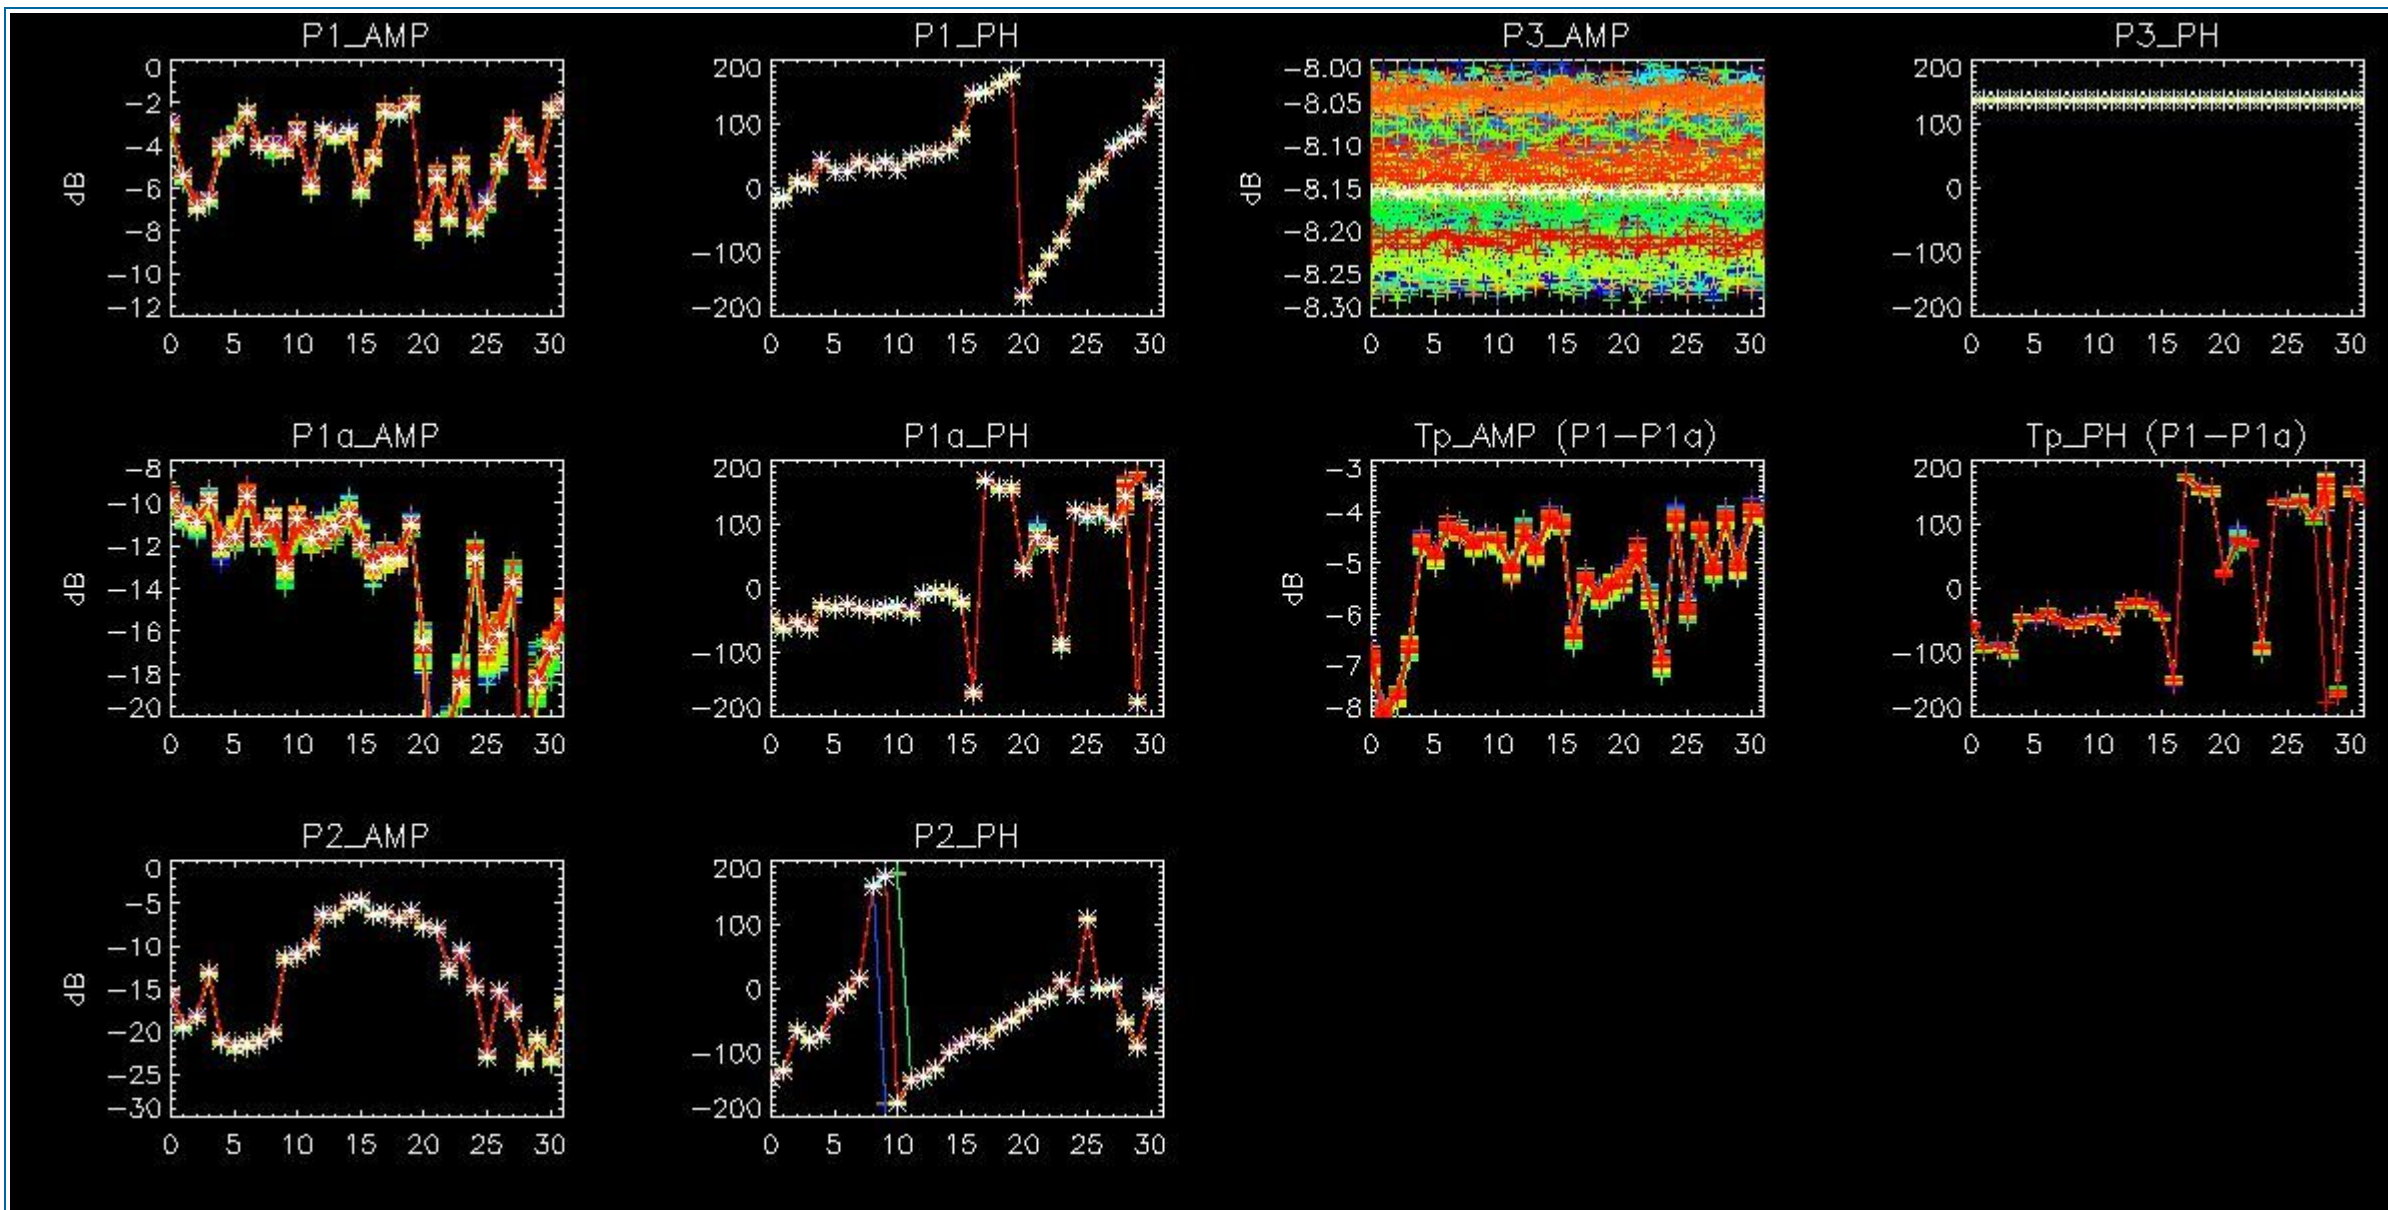 P1_AMP P1_PH P3_AMP P3_PH
0 200 -8.00 200
-2 100 -8.05 100
-4 0 -8.10 0
-6 -100 -8.15 -100
-8 -200 -8.20 -200
-10 -8.25
-12 -8.30
dB dB
0 5 10 15 20 25 30 0 5 10 15 20 25 30 0 5 10 15 20 25 30 0 5 10 15 20 25 30
P1a_AMP P1a_PH Tp_AMP (P1-P1a) Tp_PH (P1-P1a)
-8 200 -3 200
-10 100 -4 100
-12 0 -5 0
-14 -100 -6 -100
-16 -200 -7 -200
-18 -8
-20
dB dB
0 5 10 15 20 25 30 0 5 10 15 20 25 30 0 5 10 15 20 25 30 0 5 10 15 20 25 30
P2_AMP P2_PH
0 200
-5 100
-10 0
-15 -100
-20 -200
-25
-30
dB
0 5 10 15 20 25 30 0 5 10 15 20 25 30